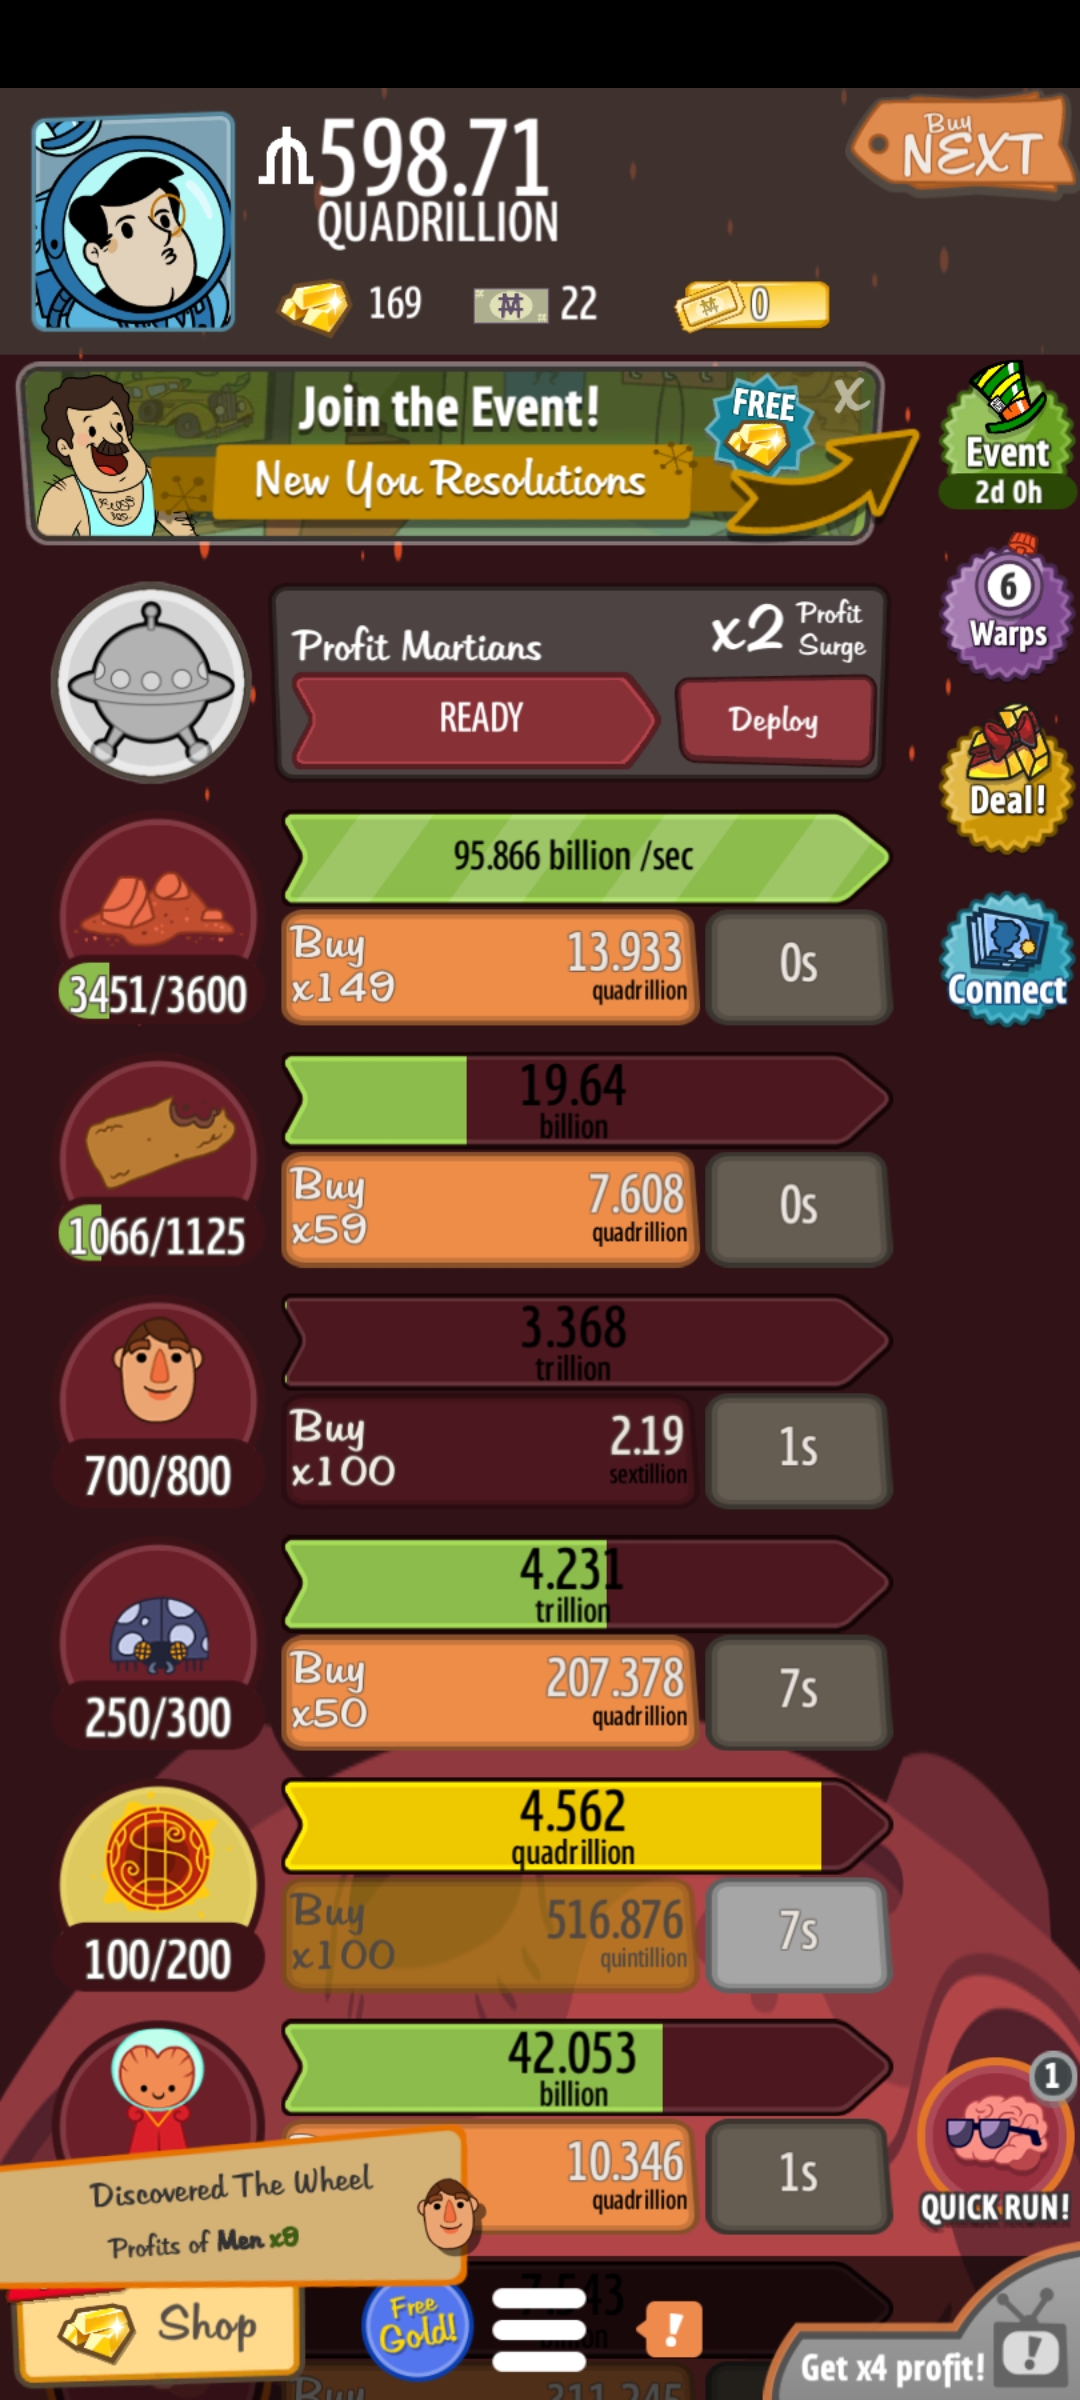 598.71
QUADRILLION
Buy
NEXT
169
22
0
Join the Event!
FREE
X
New You Resolutions
Event
2d 0h
6
Warps
Profit Martians
x2 Profit
Surge
READY
Deploy
Deal!
95.866 billion /sec
Buy
x149
13.933
quadrillion
0s
3451/3600
Connect
19.64
billion
Buy
x59
7.608
quadrillion
0s
1066/1125
3.368
trillion
Buy
x100
2.19
sextillion
1s
700/800
4.231
trillion
Buy
x50
207.378
quadrillion
7s
250/300
4.562
quadrillion
Buy
x100
516.876
quintillion
7s
100/200
42.053
billion
10.346
quadrillion
1s
1
QUICK RUN!
Discovered The Wheel
Profits of Men x9
Shop
Free
Gold!
!
Get x4 profit!
!
Buy
311.245